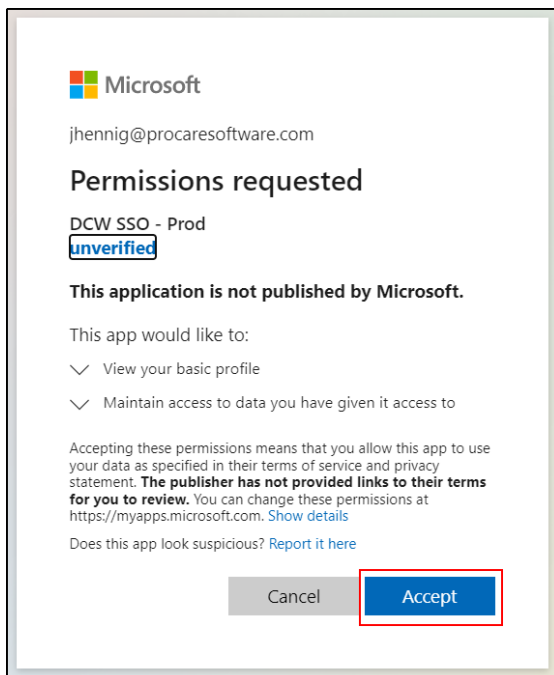 Microsoft
jhennig@procaresoftware.com
Permissions requested
DCW SSO - Prod
unverified
This application is not published by Microsoft.
This app would like to:
View your basic profile
Maintain access to data you have given it access to
Accepting these permissions means that you allow this app to use
your data as specified in their terms of service and privacy
statement. The publisher has not provided links to their terms
for you to review. You can change these permissions at
https://myapps.microsoft.com. Show details
Does this app look suspicious? Report it here
Cancel
Accept